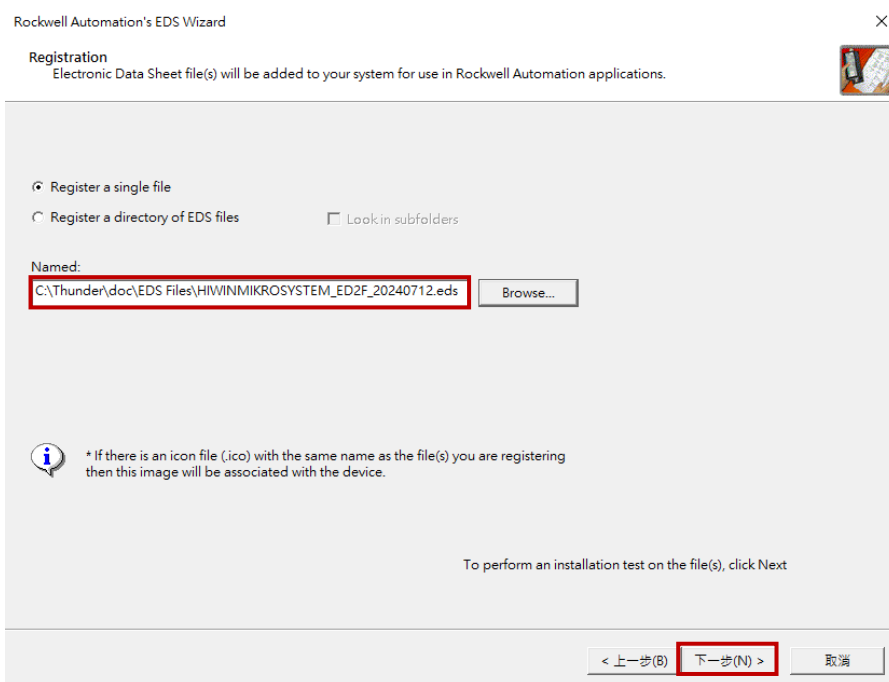 Rockwell Automation's EDS Wizard
Registration
Electronic Data Sheet file(s) will be added to your system for use in Rockwell Automation applications.
Register a single file
Register a directory of EDS files
Look in subfolders
Named:
C:\Thunder\doc\EDS Files\HIWINMIKROSYSTEM_ED2F_20240712.eds
Browse...
* If there is an icon file (.ico) with the same name as the file(s) you are registering
then this image will be associated with the device.
To perform an installation test on the file(s), click Next
< 上一步(B)
下一步(N) >
取消